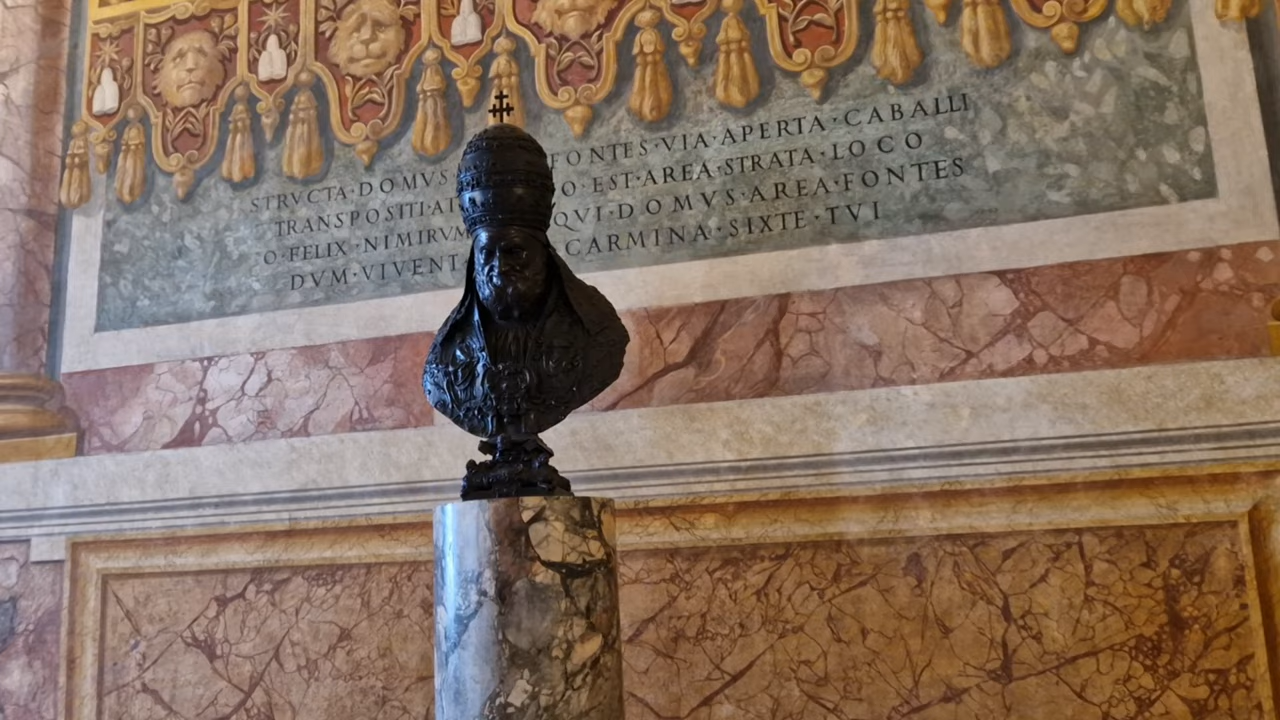 STRVCTA·DOMVS FONTES·VIA·APERTA·CABALLI
TRANSPOSITI O·EST·AREA·STRATA·LOCO
O·FELIX·NIMIRVM QVI·DOMVS·AREA·FONTES
DVM·VIVENT CARMINA·SIXTE·TVI